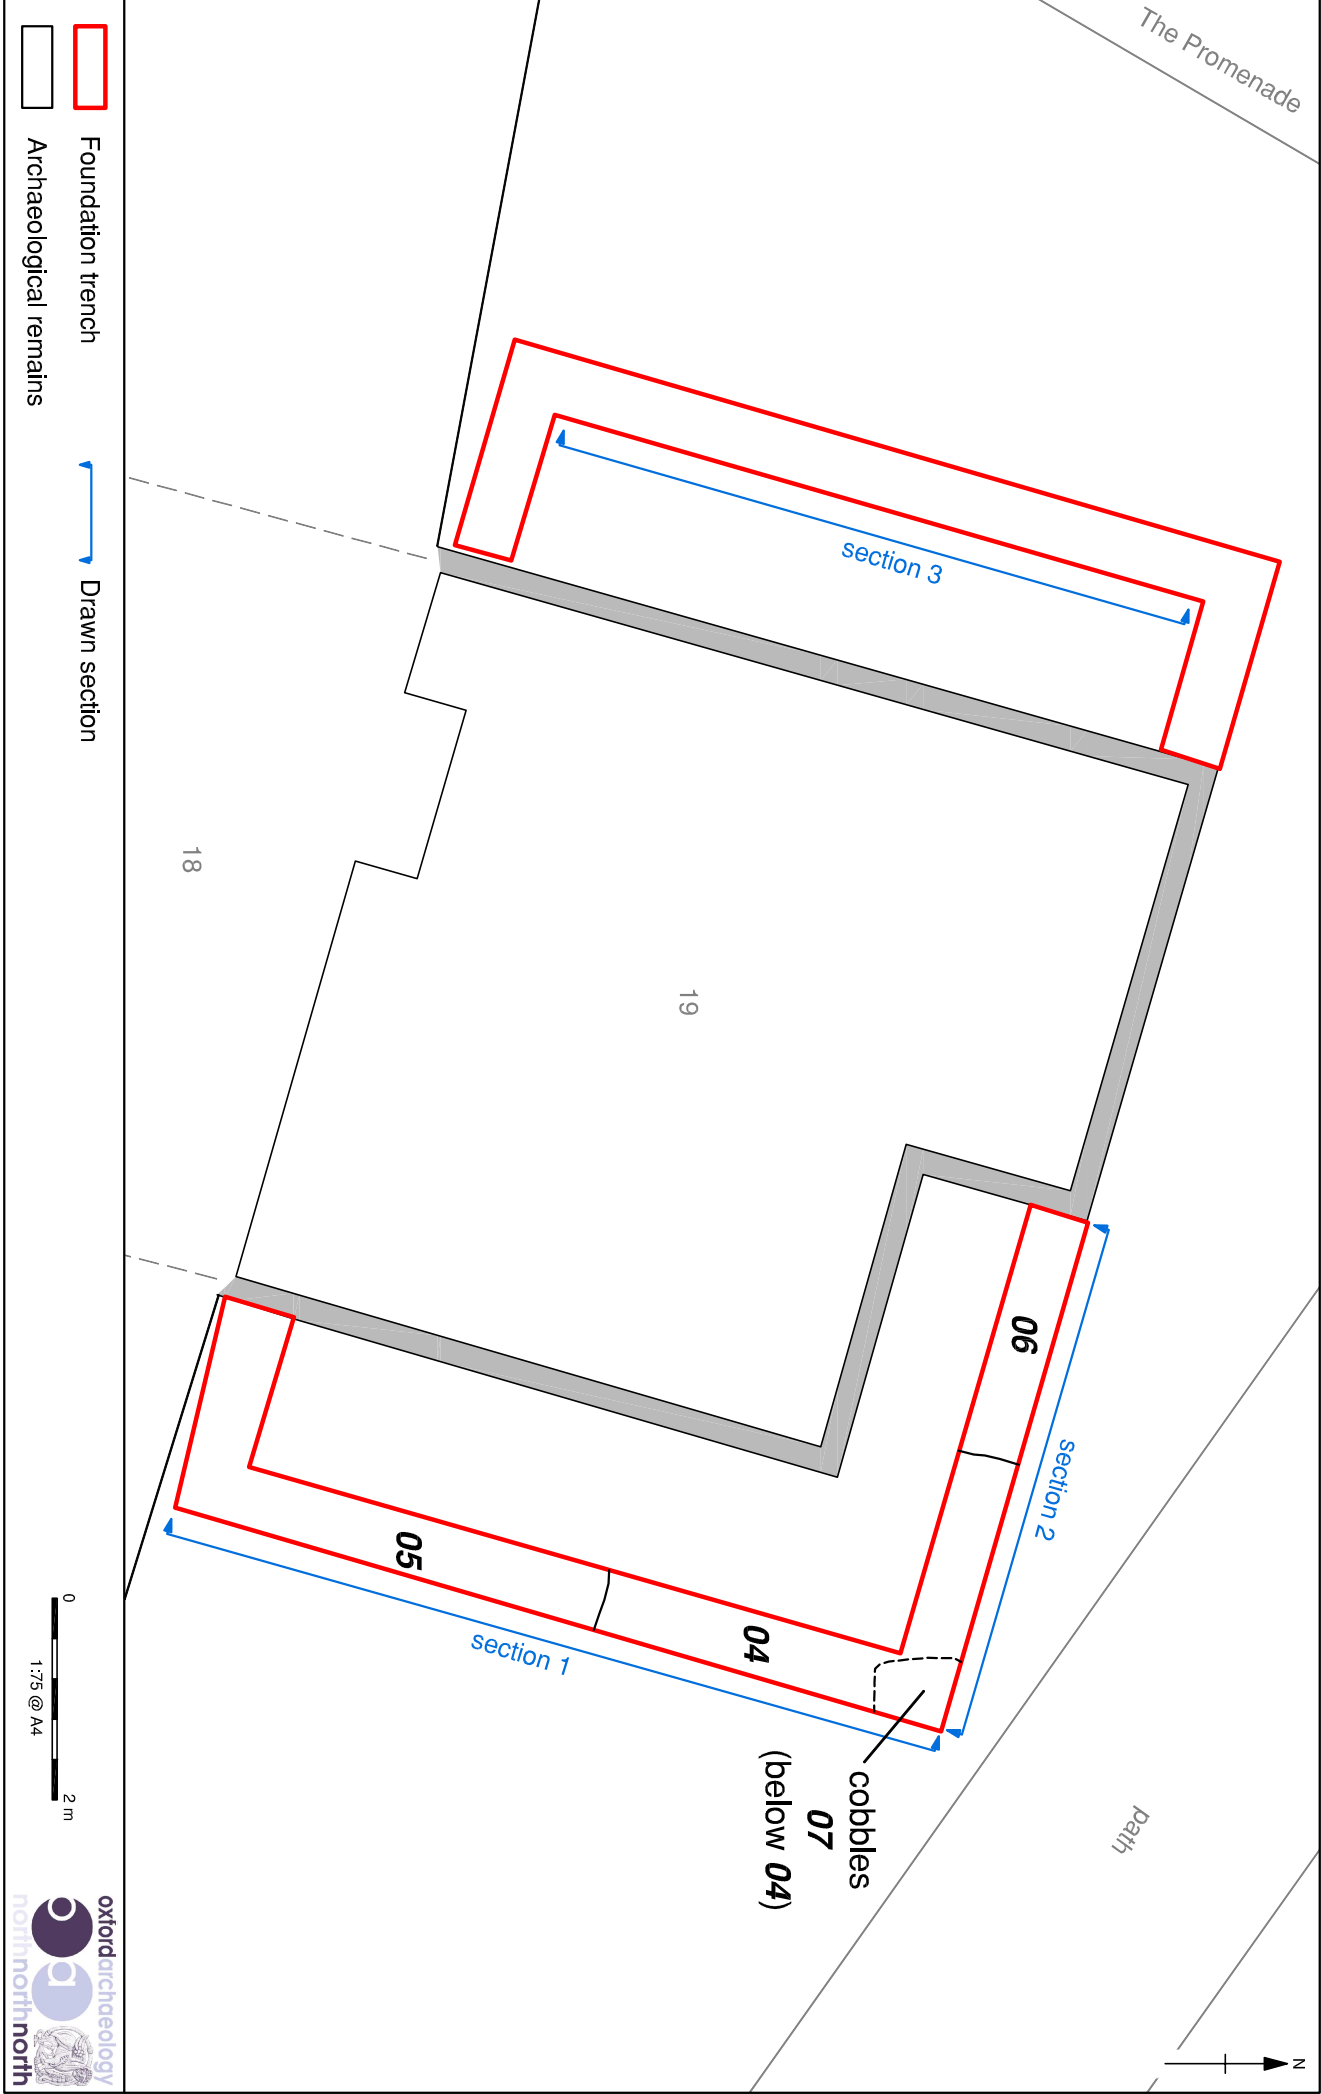 The Promenade
N
path
section 3
06
section 2
19
cobbles
07
(below 04)
04
05
section 1
18
Foundation trench
Archaeological remains
Drawn section
0
2 m
1:75 @ A4
oxfordarchaeology
northnorthnorth